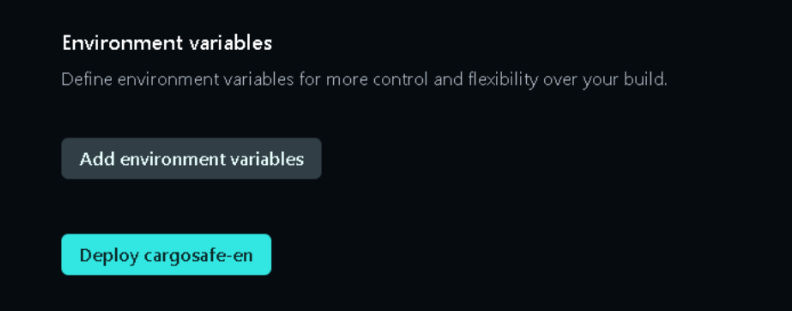 Environment variables
Define environment variables for more control and flexibility over your build.
Add environment variables
Deploy cargosafe-en